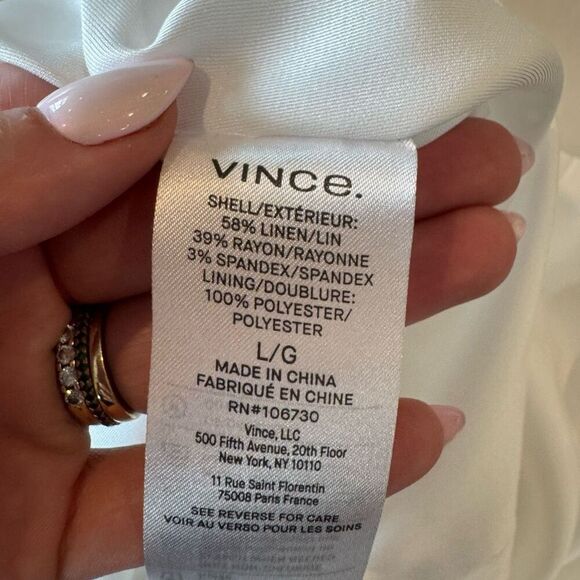 VINCE.
SHELL/EXTÉRIEUR:
58% LINEN/LIN
39% RAYON/RAYONNE
3% SPANDEX/SPANDEX
LINING/DOUBLURE:
100% POLYESTER/
POLYESTER
L/G
MADE IN CHINA
FABRIQUÉ EN CHINE
RN#106730
Vince, LLC
500 Fifth Avenue, 20th Floor
New York, NY 10110
11 Rue Saint Florentin
75008 Paris France
SEE REVERSE FOR CARE
VOIR AU VERSO POUR LES SOINS